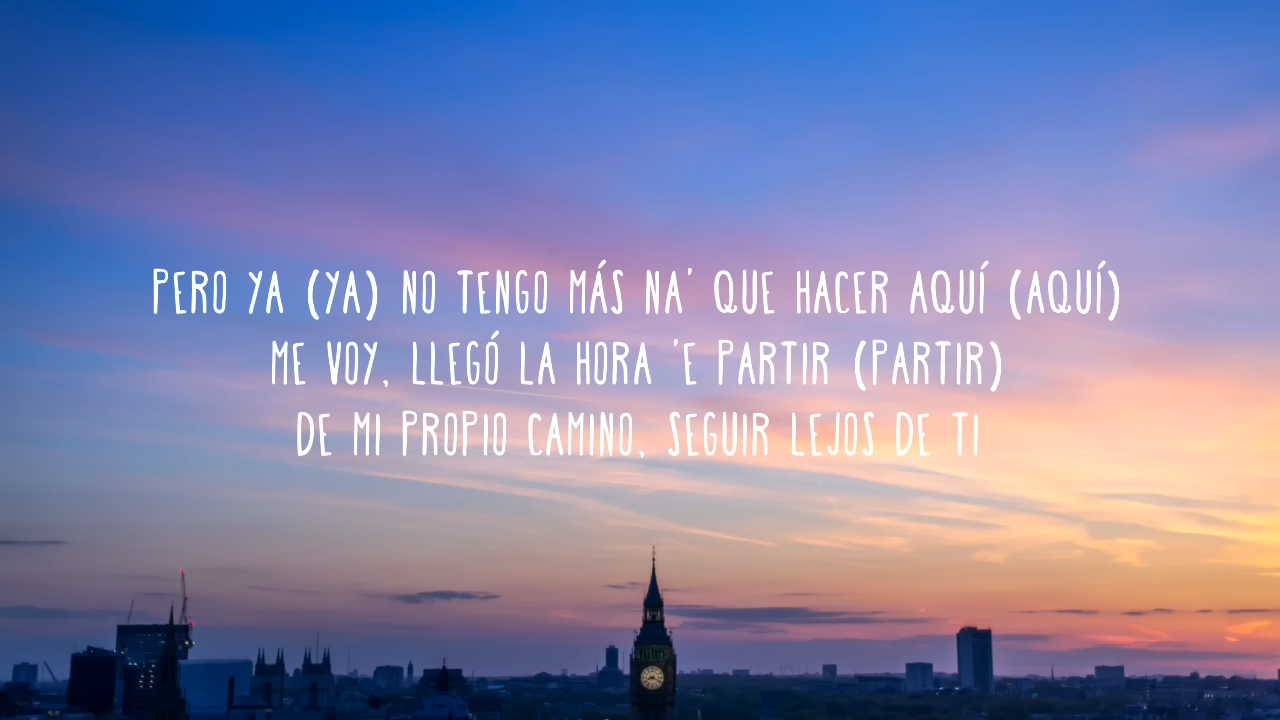 PERO YA (YA) NO TENGO MÁS NA' QUE HACER AQUÍ (AQUÍ)
ME VOY, LLEGÓ LA HORA 'E PARTIR (PARTIR)
DE MI PROPIO CAMINO, SEGUIR LEJOS DE TI